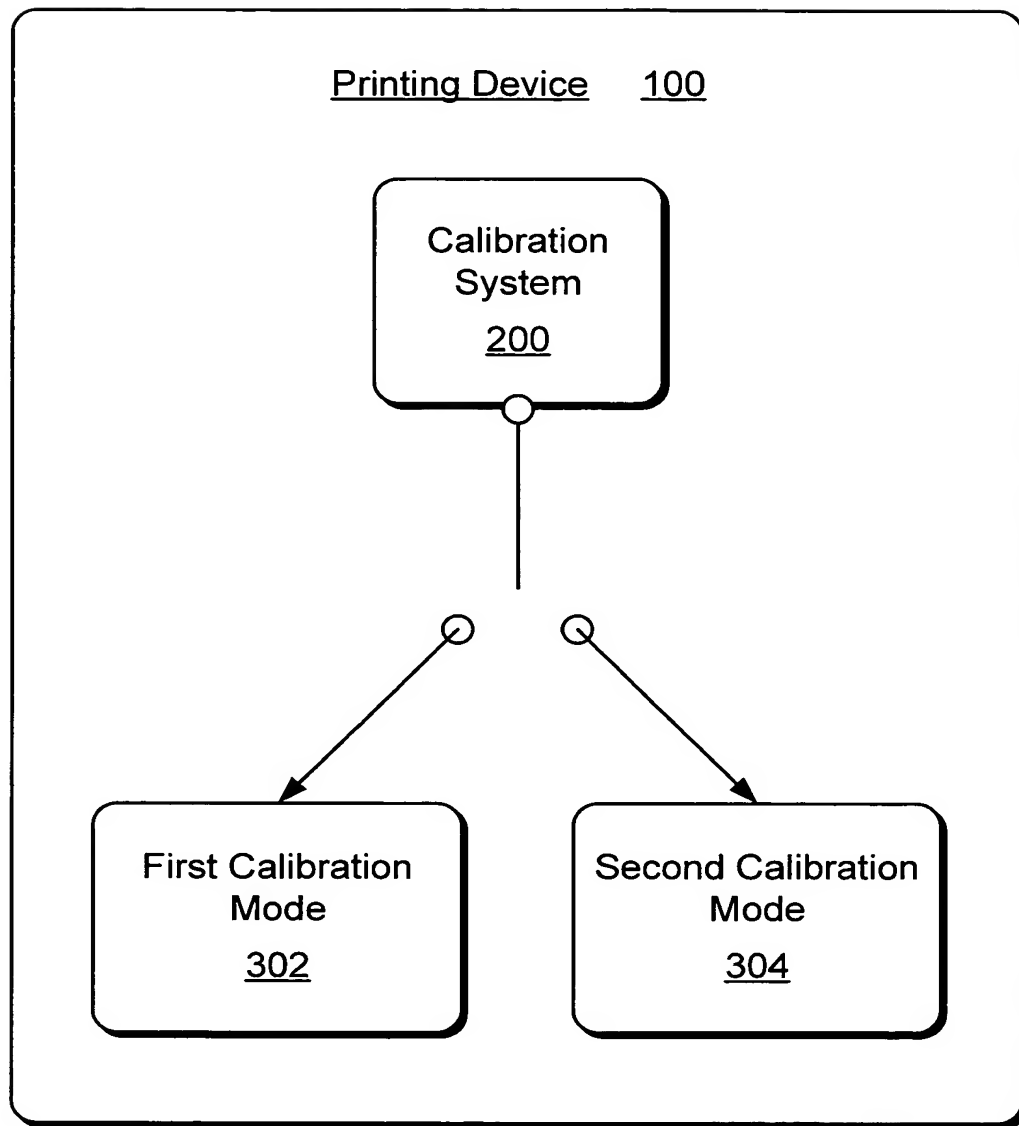 Printing Device 100
Calibration
System
200
First Calibration
Mode
302
Second Calibration
Mode
304